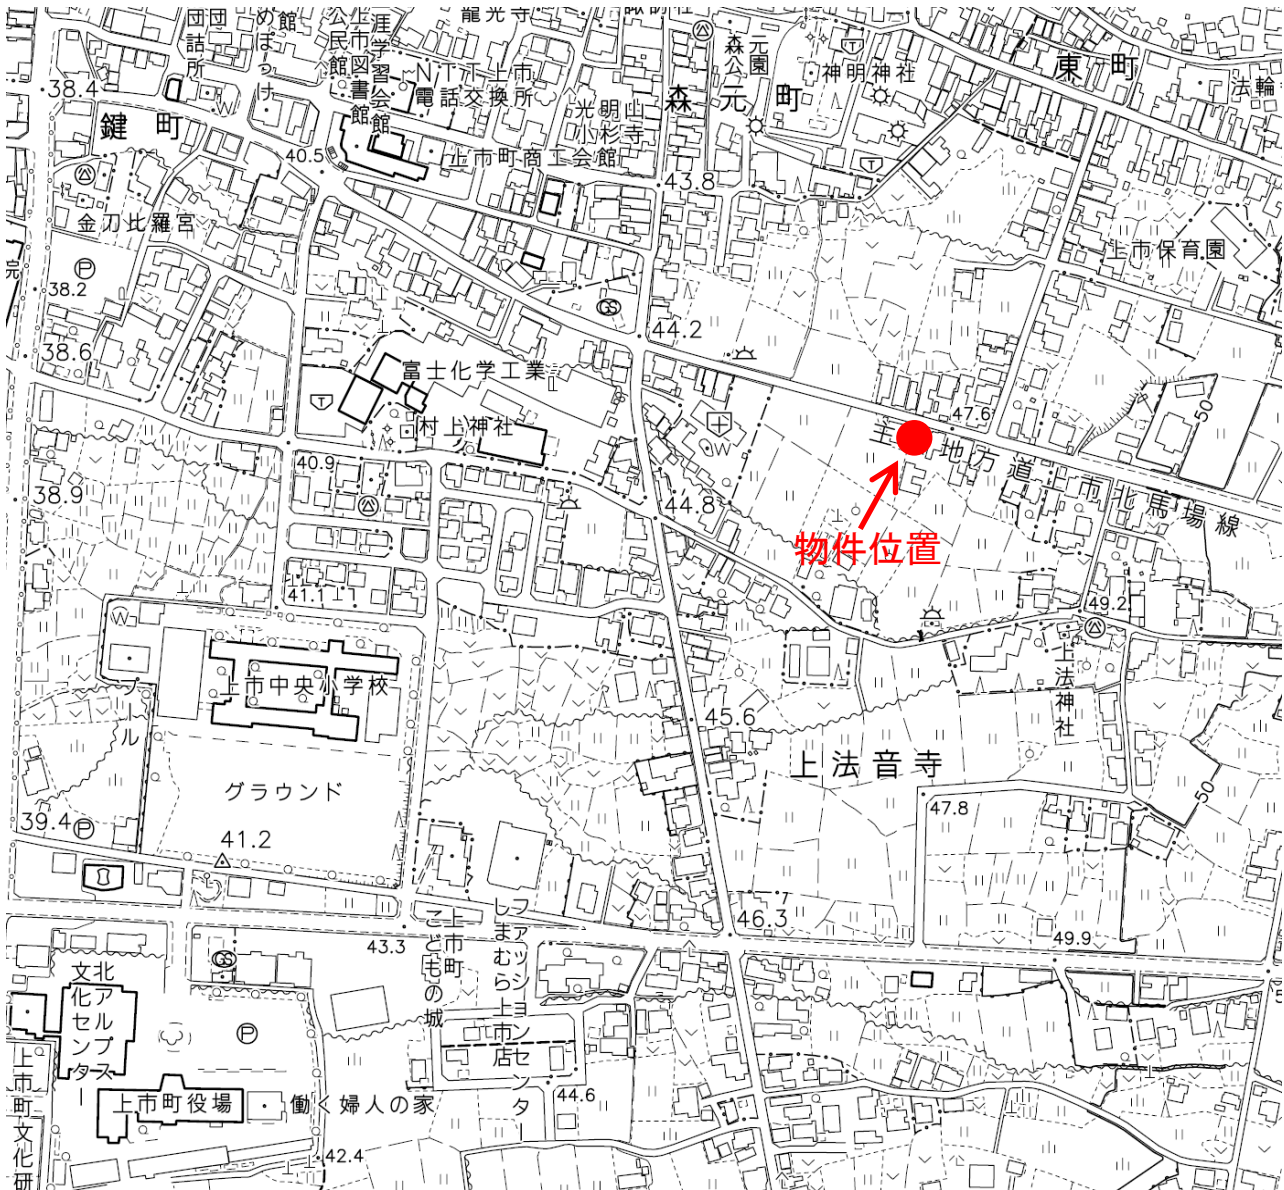 団詰所
団
めばっけ
館
公民館
上市図書館
涯学習会館
龍光寺
諏訪社
NTT上市
電話交換所
光明山
小杉寺
館
森元
公園
神明神社
東町
法輪
38.4
鍵町
森元町
40.5
上市町商工会館
43.8
金刀比羅宮
上市保育園
院
38.2
38.6
44.2
富士化学工業
村上神社
47.6
主要地方道上市北馬場線
50
40.9
38.9
44.8
物件位置
41.1
49.2
上法神社
上市中央小学校
プール
45.6
上法音寺
グラウンド
50
47.8
39.4
41.2
43.3
上市町
こどもの城
ファッションセンター
しまむら上市店
46.3
49.9
北アルプス
文化センター
上市町役場
働く婦人の家
44.6
上市町文化研
42.4